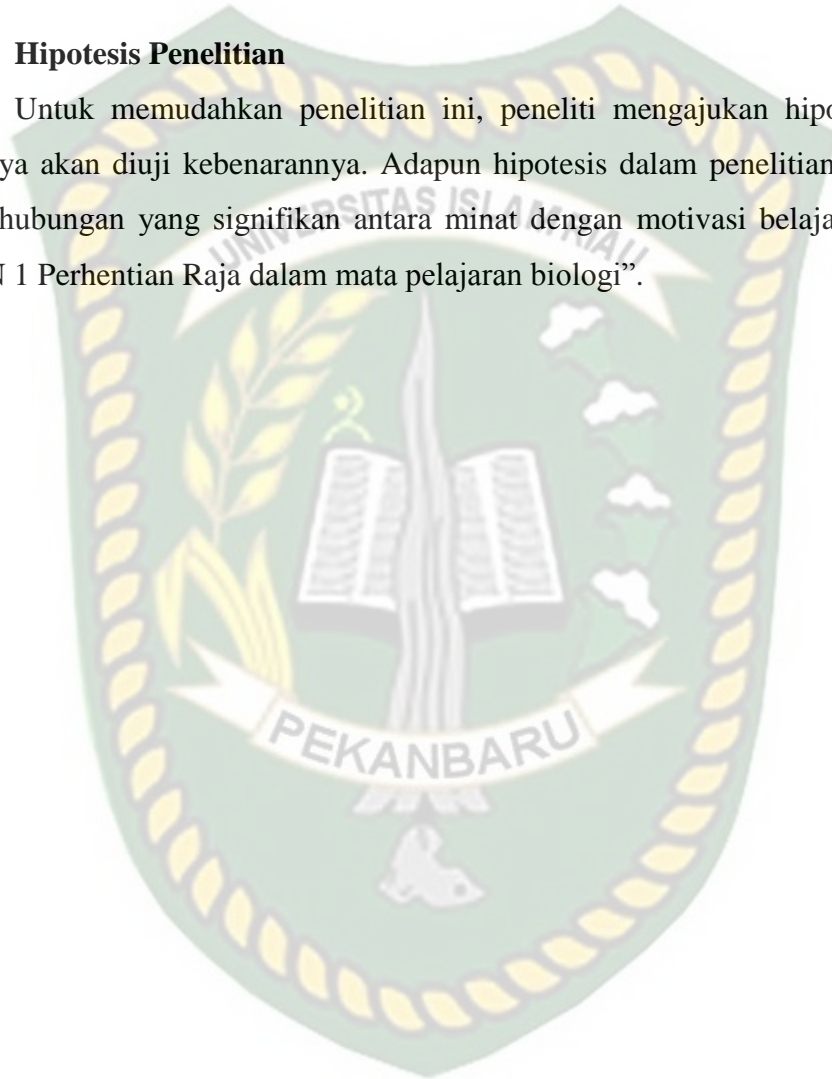 Hipotesis Penelitian
Untuk memudahkan penelitian ini, peneliti mengajukan hipo
ya akan diuji kebenarannya. Adapun hipotesis dalam penelitian
hubungan yang signifikan antara minat dengan motivasi belaja
1 Perhentian Raja dalam mata pelajaran biologi”.
UNIVERSITAS ISLAM RIAU
PEKANBARU